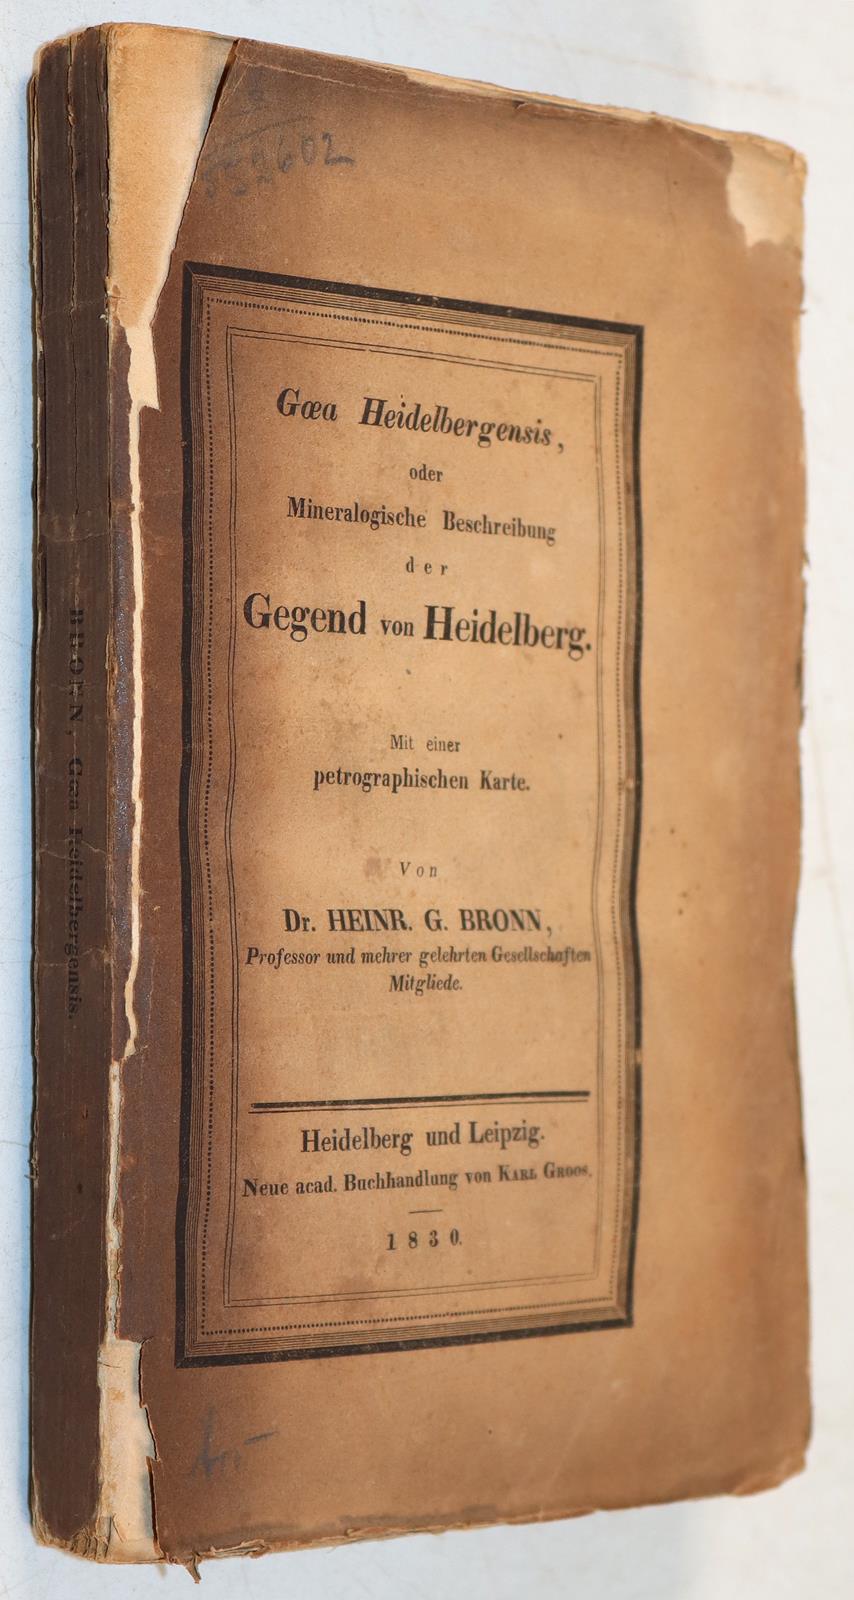 Gœa Heidelbergensis,
oder
Mineralogische Beschreibung
der
Gegend von Heidelberg.
Mit einer
petrographischen Karte.
Von
Dr. HEINR. G. BRONN,
Professor und mehrer gelehrten Gesellschaften
Mitgliede.
Heidelberg und Leipzig.
Neue acad. Buchhandlung von KARL GROOS.
1830.
BRONN, Gœa Heidelbergensis.